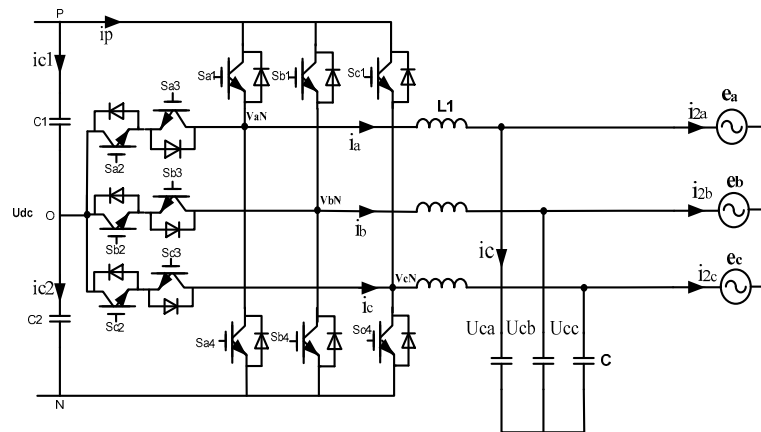 P
ip
ic1
Sa1
Sb1
Sc1
Sa3
C1
VaN
L1
ia
i2a
ea
Sa2
Sb3
Udc
O
VbN
ib
i2b
eb
Sb2
Sc3
ic2
VcN
ic
ic
i2c
ec
C2
Sc2
Sa4
Sb4
Sc4
Uca
Ucb
Ucc
C
N